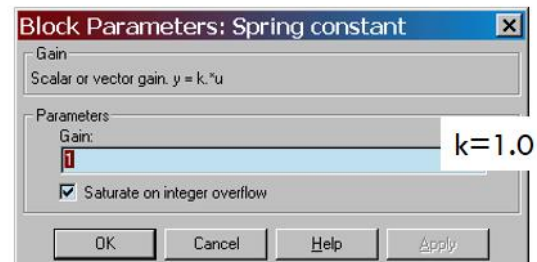 Block Parameters: Spring constant
Gain
Scalar or vector gain. y = k.*u
Parameters
Gain:
1
k=1.0
Saturate on integer overflow
OK Cancel Help Apply